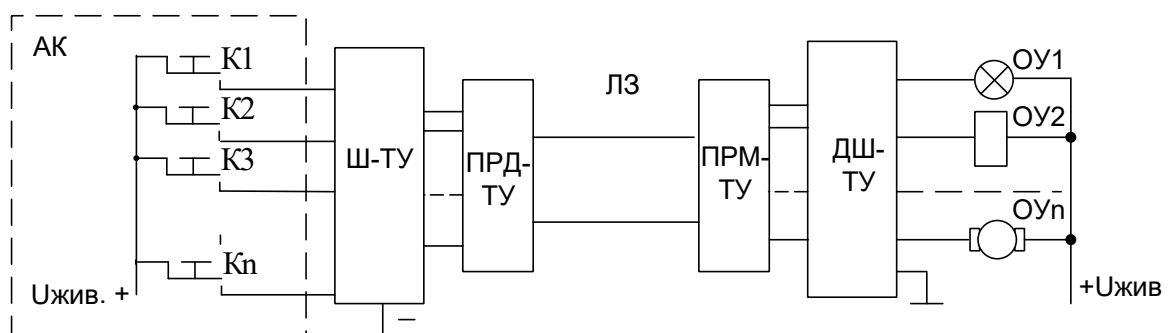 АК
К1
К2
К3
Кn
Uжив. +
Ш-ТУ
–
ПРД-
ТУ
ЛЗ
ПРМ-
ТУ
ДШ-
ТУ
ОУ1
ОУ2
ОУn
+Uжив